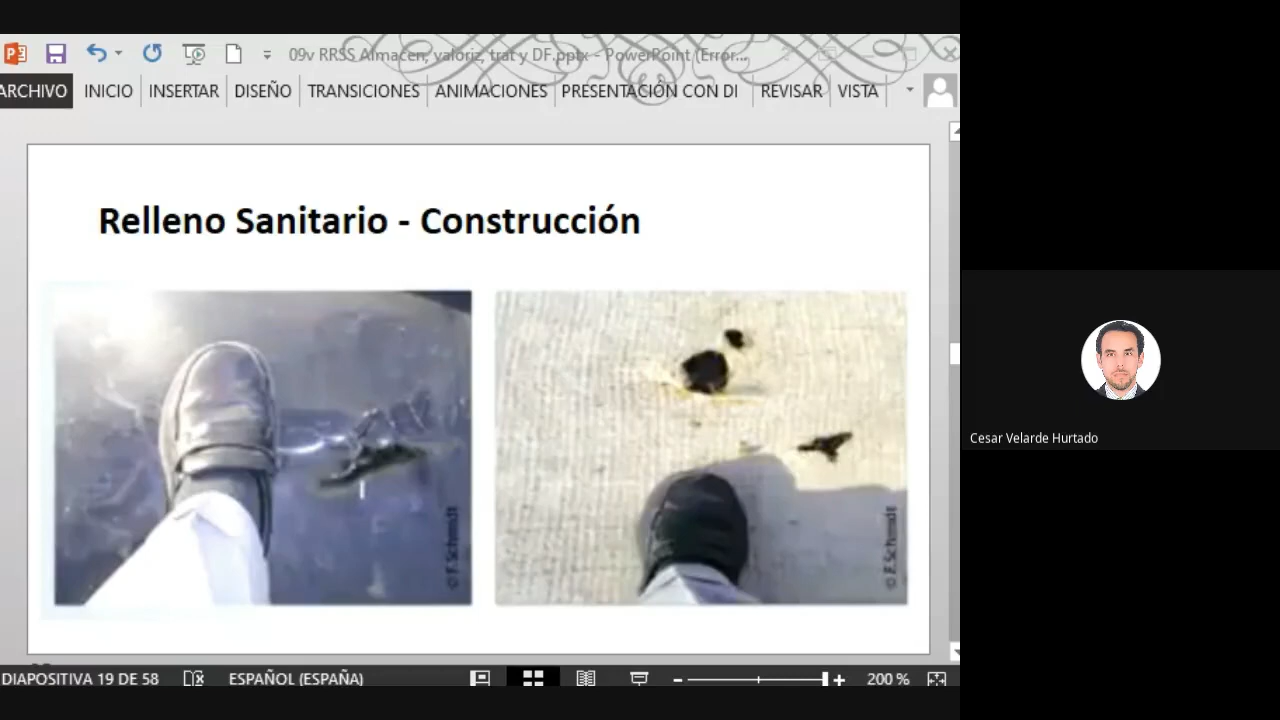 09v RRSS Almacen, valoriz, trat y DF.pptx - PowerPoint (Error...
ARCHIVO INICIO INSERTAR DISEÑO TRANSICIONES ANIMACIONES PRESENTACIÓN CON DI REVISAR VISTA
Relleno Sanitario - Construcción
© F. Schmidt
© F. Schmidt
Cesar Velarde Hurtado
DIAPOSITIVA 19 DE 58 ESPAÑOL (ESPAÑA) 200 %